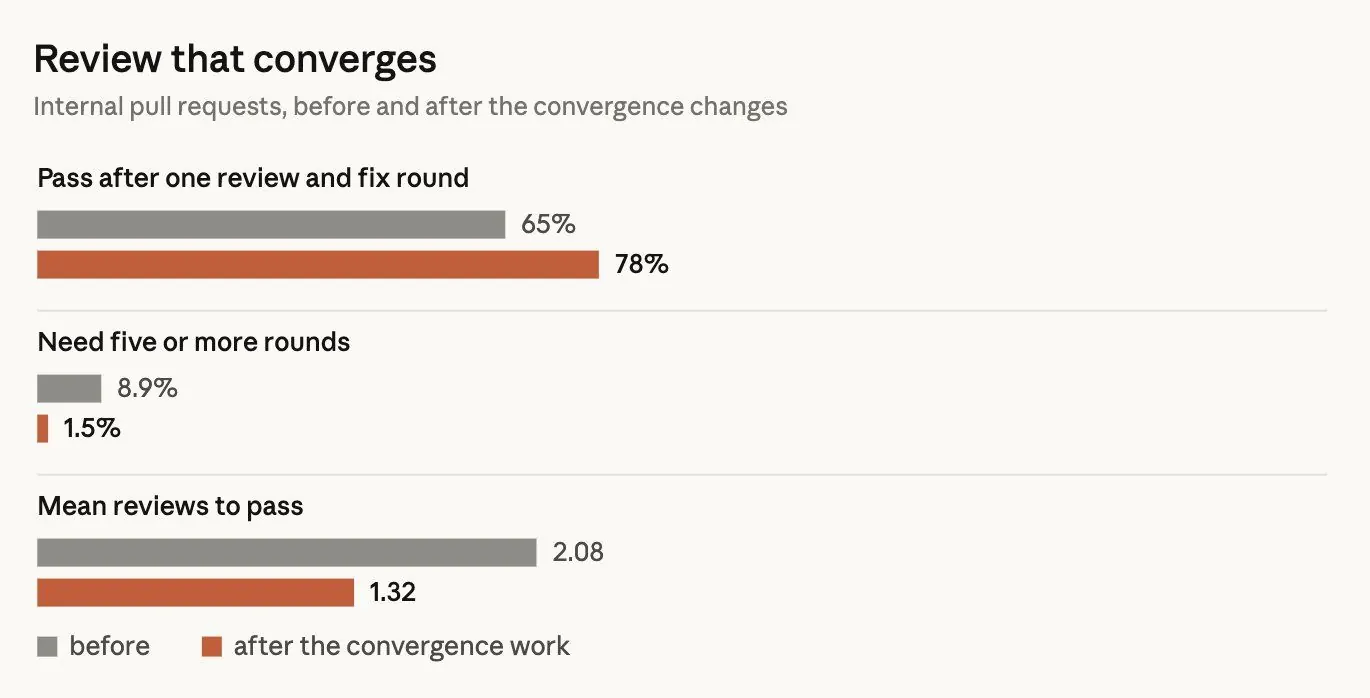 Review that converges
Internal pull requests, before and after the convergence changes
Pass after one review and fix round
65%
78%
Need five or more rounds
8.9%
1.5%
Mean reviews to pass
2.08
1.32
before after the convergence work